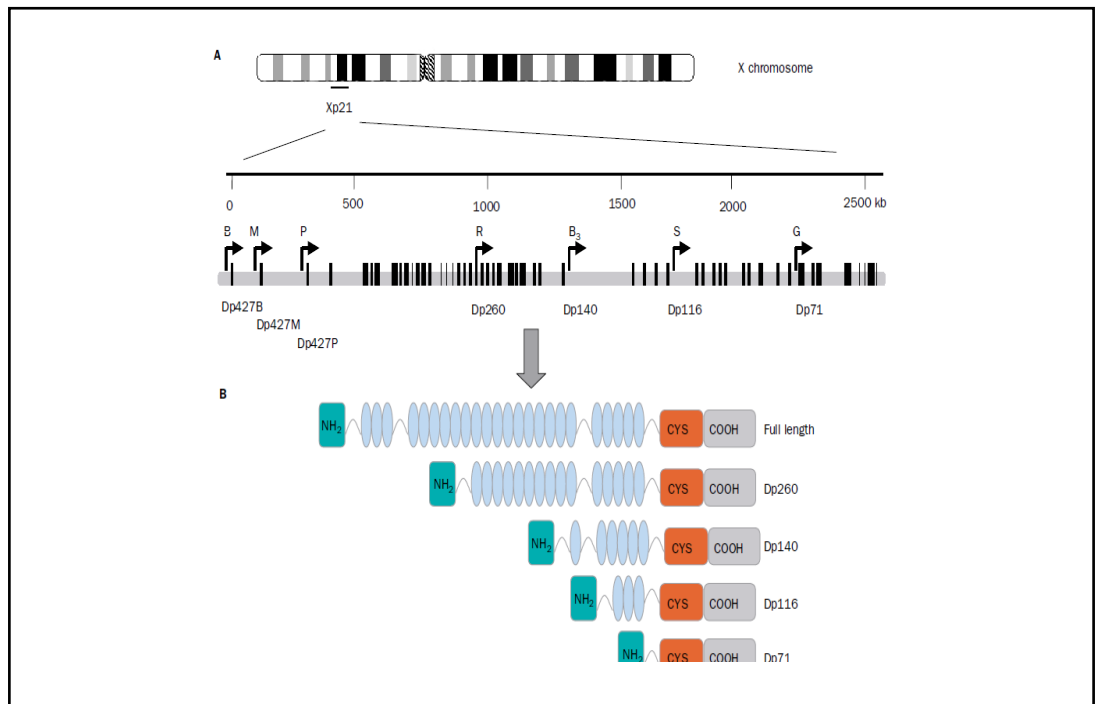 A
X chromosome
Xp21
0 500 1000 1500 2000 2500 kb
B M P R B₃ S G
Dp427B Dp260 Dp140 Dp116 Dp71
Dp427M
Dp427P
B
NH₂ CYS COOH Full length
NH₂ CYS COOH Dp260
NH₂ CYS COOH Dp140
NH₂ CYS COOH Dp116
NH₂ CYS COOH Dp71